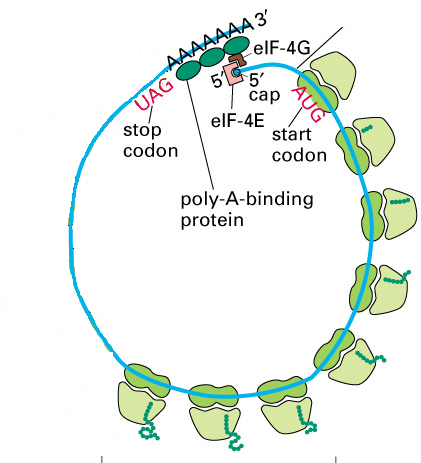 AAAAAAA 3′
eIF-4G
5′ 5′
cap
eIF-4E
UAG
AUG
stop
codon
start
codon
poly-A-binding
protein